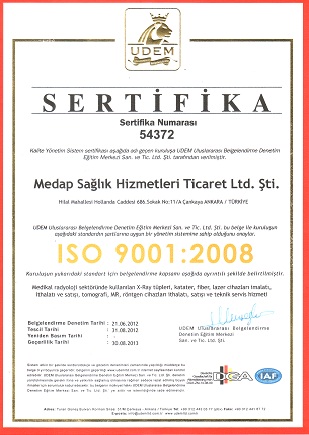 UDEM
SERTİFİKA
Sertifika Numarası
54372
Kalite Yönetim Sistem sertifikası aşağıda adı geçen kuruluşa UDEM Uluslararası Belgelendirme Denetim
Eğitim Merkezi San. ve Tic. Ltd. Şti. tarafından verilmiştir.
Medap Sağlık Hizmetleri Ticaret Ltd. Şti.
Hilal Mahallesi Hollanda Caddesi 686.Sokak No:11/A Çankaya ANKARA / TÜRKİYE
UDEM Uluslararası Belgelendirme Denetim Eğitim Merkezi San. ve Tic. Ltd. Şti. bu belge ile kuruluşun
aşağıdaki standardın şartlarına uygun bir yönetim sistemine sahip olduğunu onaylar.
ISO 9001:2008
Kuruluşun yukarıdaki standart için belgelendirme kapsamı aşağıda ayrıntılı şekilde belirtilmiştir.
Medikal radyoloji sektöründe kullanılan X-Ray tüpleri, katater, fiber, lazer cihazları imalatı,
ithalatı ve satışı, tomografi, MR, röntgen cihazları ithalatı, satışı ve teknik servis hizmeti
Belgelendirme Denetim Tarihi : 21.06.2012
Tescil Tarihi : 31.08.2012
Yeniden Basım Tarihi : -
Geçerlilik Tarihi : 30.08.2013
UDEM Uluslararası Belgelendirme
Denetim Eğitim Merkezi
San. ve Tic. Ltd. Şti.
DGA
IAF